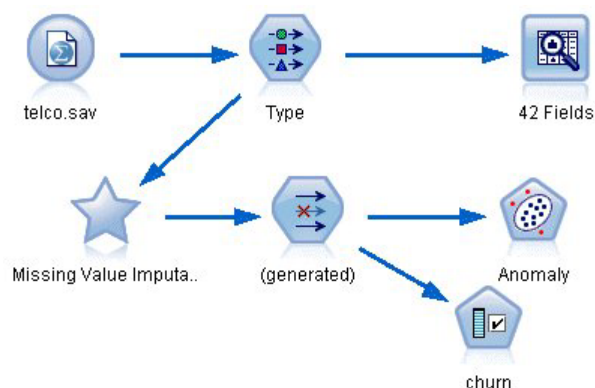 telco.sav
Type
42 Fields
Missing Value Imputa..
(generated)
Anomaly
churn